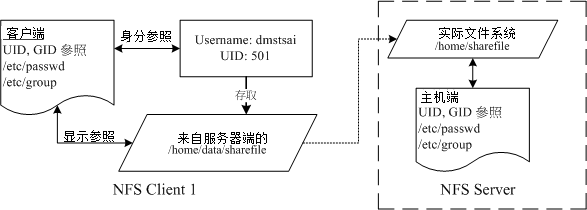 客户端
UID, GID 參照
/etc/passwd
/etc/group
身分参照
Username: dmstsai
UID: 501
存取
显示参照
来自服务器端的
/home/data/sharefile
NFS Client 1
实际文件系统
/home/sharefile
主机端
UID, GID 參照
/etc/passwd
/etc/group
NFS Server